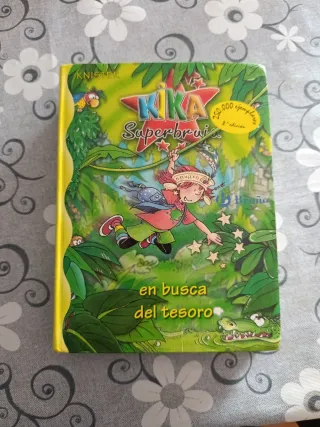 KNISTER
KIKA
Superbruja
en busca
del tesoro